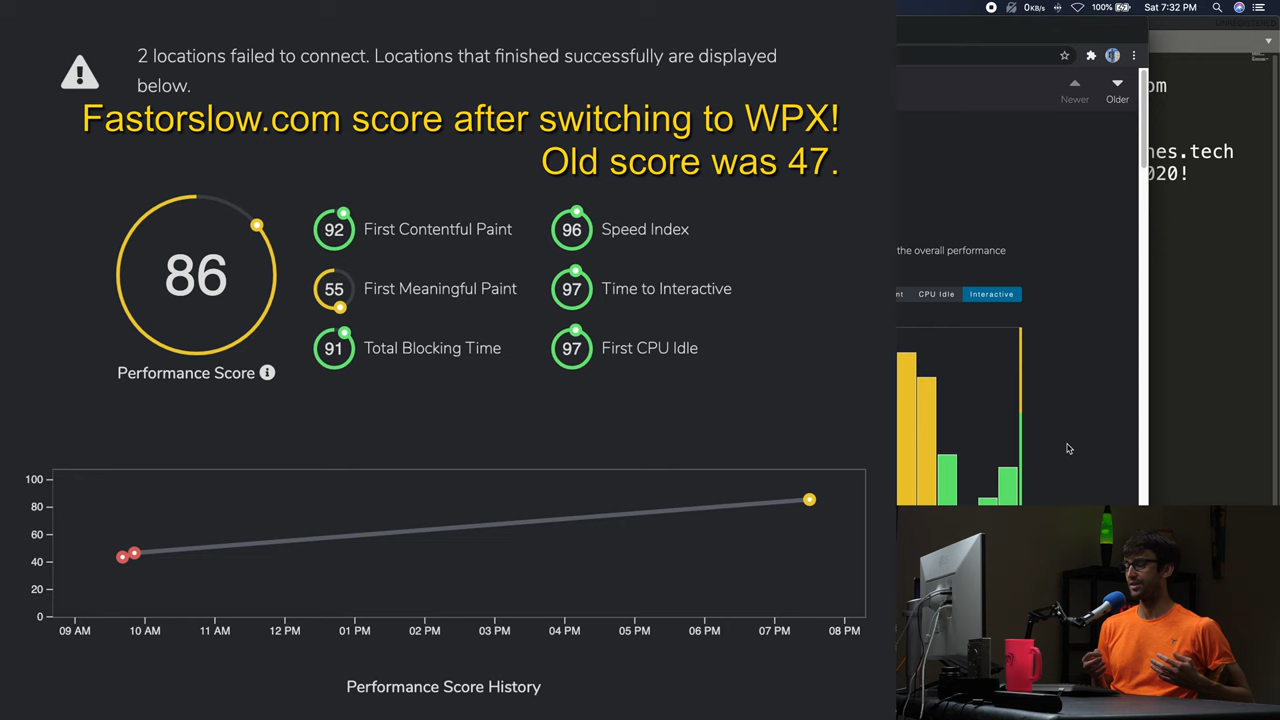 0KB/s 100% Sat 7:32 PM
UNREGISTERED
2 locations failed to connect. Locations that finished successfully are displayed
below.
Fastorslow.com score after switching to WPX!
Old score was 47.
Newer Older
om
nes.tech
020!
86
Performance Score
92 First Contentful Paint
96 Speed Index
55 First Meaningful Paint
97 Time to Interactive
91 Total Blocking Time
97 First CPU Idle
the overall performance
nt CPU Idle Interactive
100
80
60
40
20
0
09 AM 10 AM 11 AM 12 PM 01 PM 02 PM 03 PM 04 PM 05 PM 06 PM 07 PM 08 PM
Performance Score History